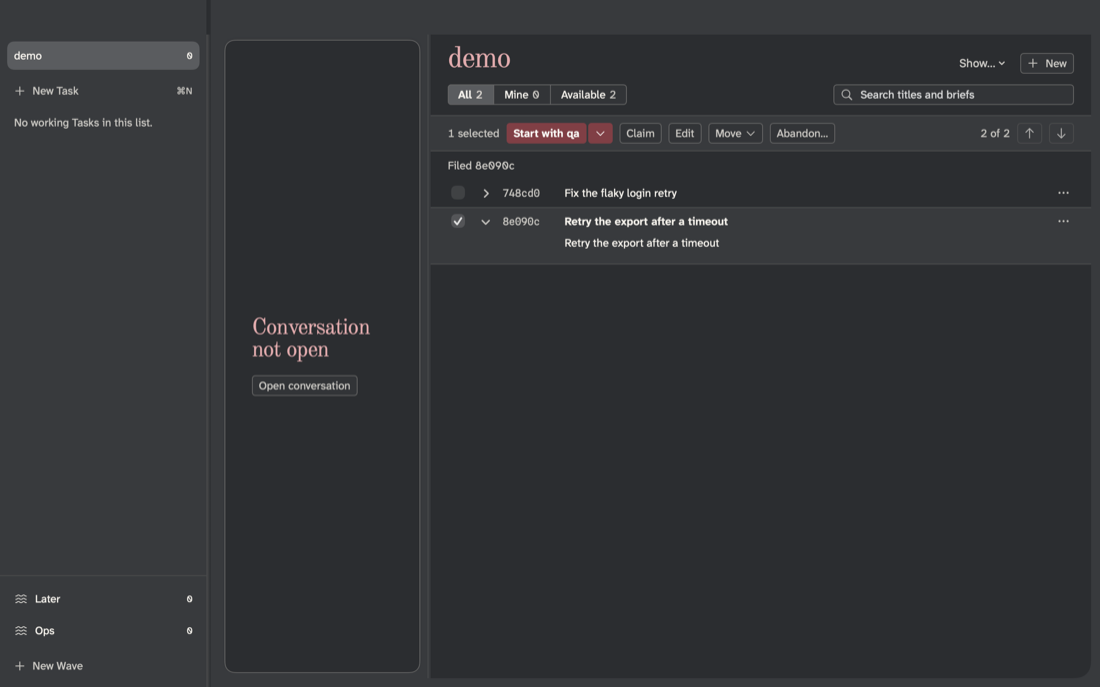 demo 0
New Task ⌘N
No working Tasks in this list.
Later 0
Ops 0
New Wave
Conversation
not open
Open conversation
demo
Show...
New
All 2 Mine 0 Available 2
Search titles and briefs
1 selected Start with qa Claim Edit Move Abandon... 2 of 2
Filed 8e090c
748cd0 Fix the flaky login retry
8e090c Retry the export after a timeout
Retry the export after a timeout